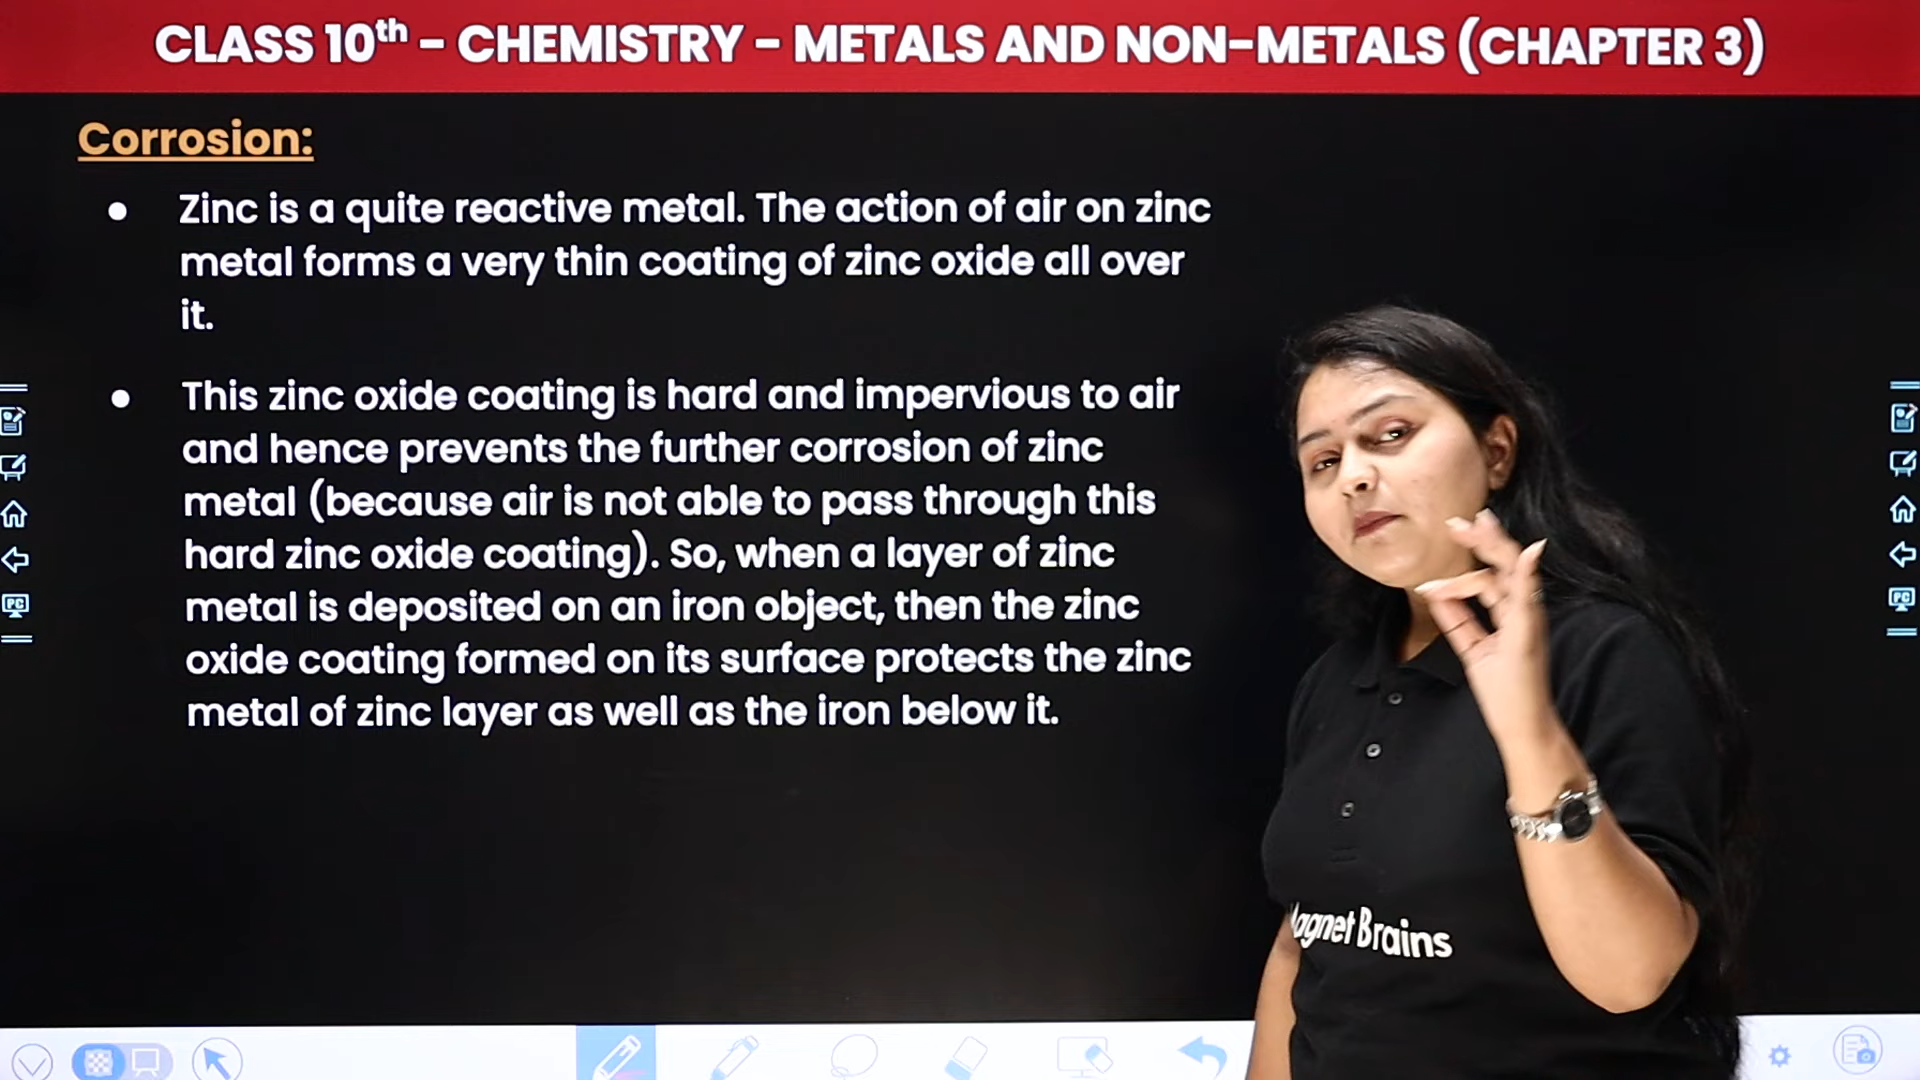 CLASS 10th - CHEMISTRY - METALS AND NON-METALS (CHAPTER 3)
Corrosion:
● Zinc is a quite reactive metal. The action of air on zinc
metal forms a very thin coating of zinc oxide all over
it.
● This zinc oxide coating is hard and impervious to air
and hence prevents the further corrosion of zinc
metal (because air is not able to pass through this
hard zinc oxide coating). So, when a layer of zinc
metal is deposited on an iron object, then the zinc
oxide coating formed on its surface protects the zinc
metal of zinc layer as well as the iron below it.
PC
PC
agnet Brains